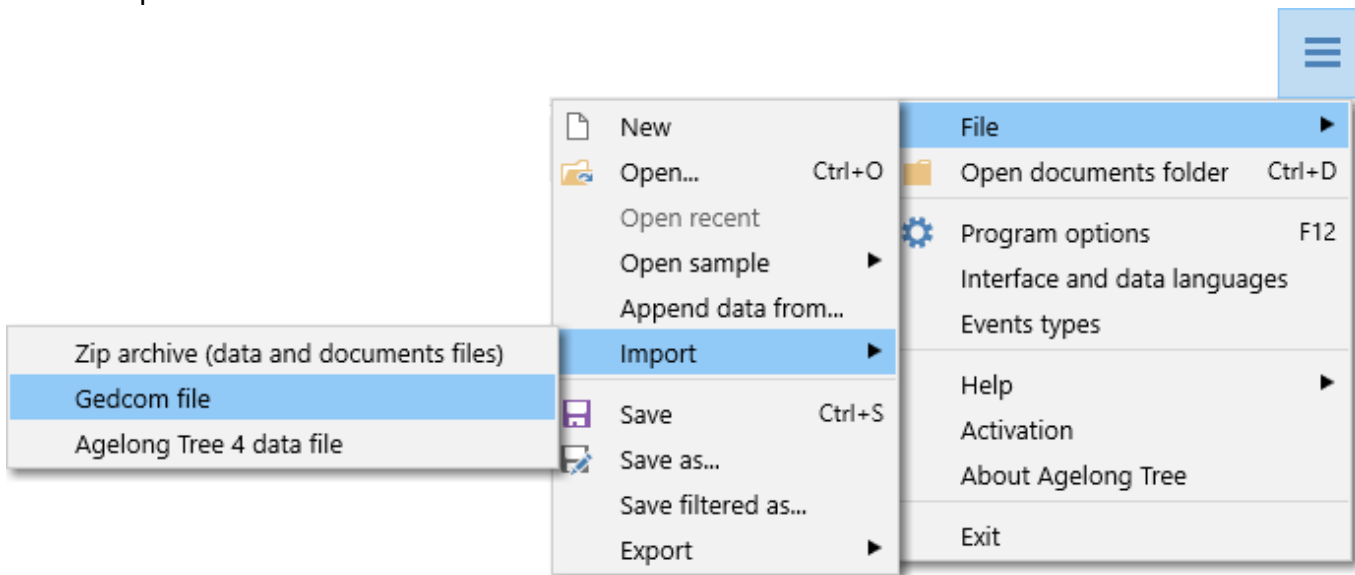 File
Open documents folder Ctrl+D
Program options F12
Interface and data languages
Events types
Help
Activation
About Agelong Tree
Exit
New
Open... Ctrl+O
Open recent
Open sample
Append data from...
Import
Save Ctrl+S
Save as...
Save filtered as...
Export
Zip archive (data and documents files)
Gedcom file
Agelong Tree 4 data file